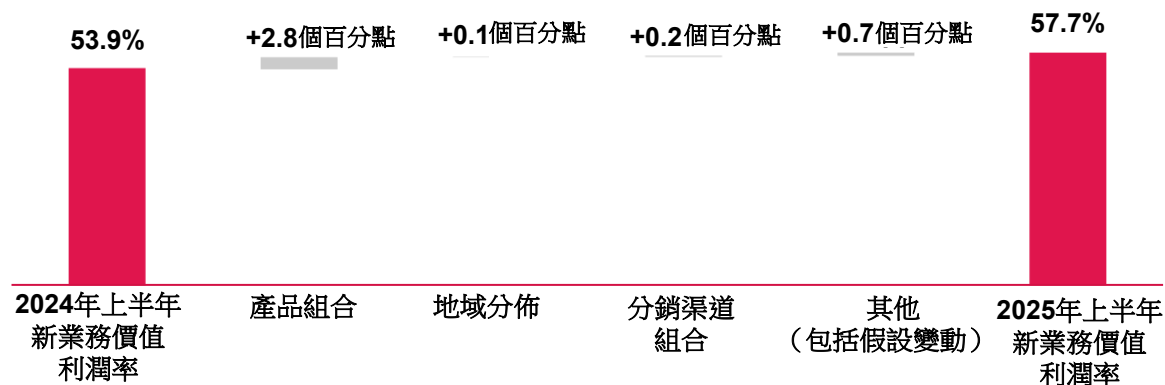 53.9%
+2.8個百分點
+0.1個百分點
+0.2個百分點
+0.7個百分點
57.7%
2024年上半年
新業務價值
利潤率
產品組合
地域分佈
分銷渠道
組合
其他
（包括假設變動）
2025年上半年
新業務價值
利潤率